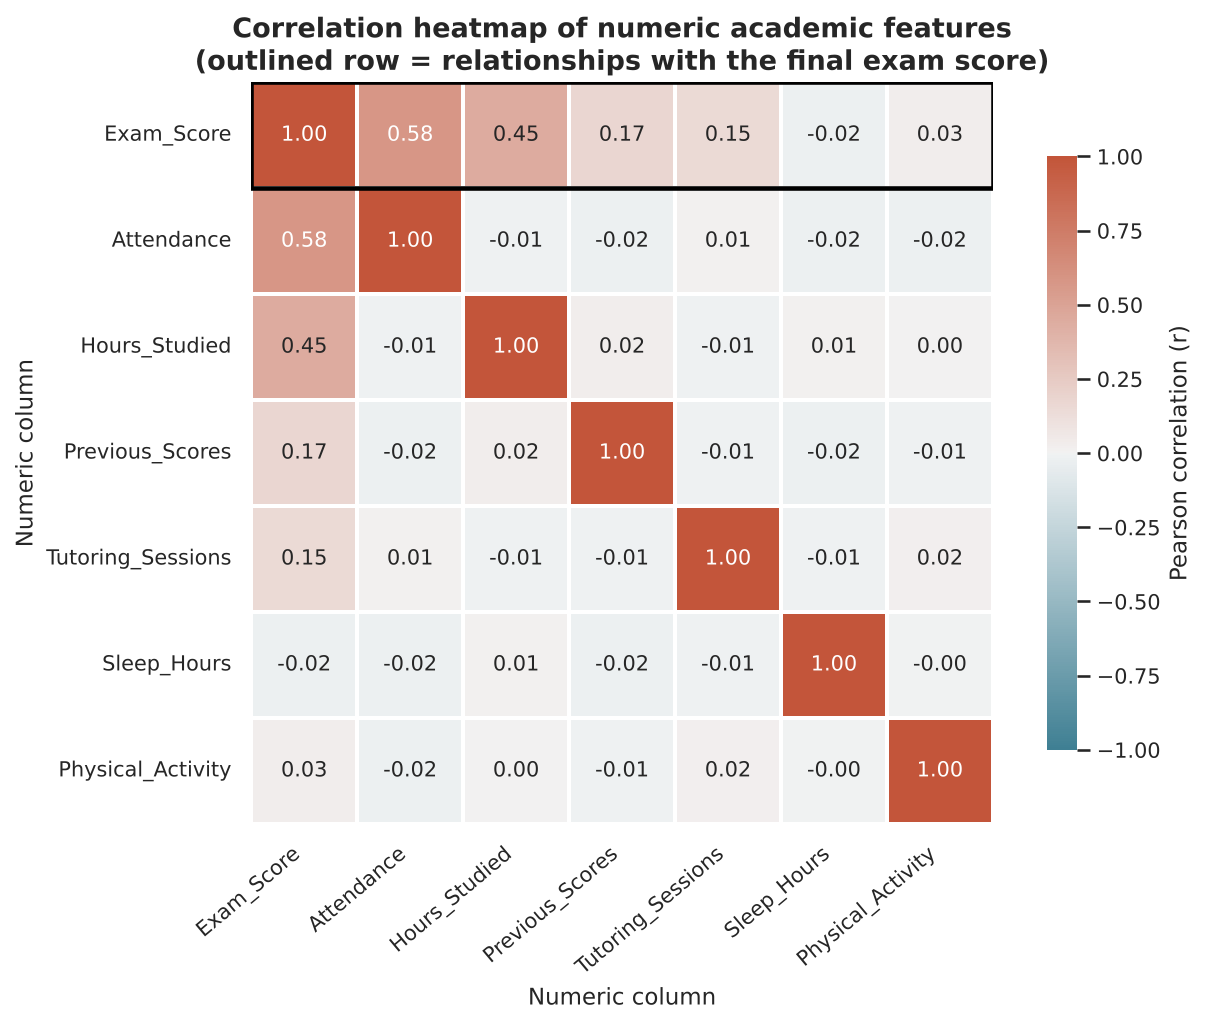 Correlation heatmap of numeric academic features
(outlined row = relationships with the final exam score)
Exam_Score 1.00 0.58 0.45 0.17 0.15 -0.02 0.03
Attendance 0.58 1.00 -0.01 -0.02 0.01 -0.02 -0.02
Hours_Studied 0.45 -0.01 1.00 0.02 -0.01 0.01 0.00
Previous_Scores 0.17 -0.02 0.02 1.00 -0.01 -0.02 -0.01
Tutoring_Sessions 0.15 0.01 -0.01 -0.01 1.00 -0.01 0.02
Sleep_Hours -0.02 -0.02 0.01 -0.02 -0.01 1.00 -0.00
Physical_Activity 0.03 -0.02 0.00 -0.01 0.02 -0.00 1.00
Numeric column
Exam_Score
Attendance
Hours_Studied
Previous_Scores
Tutoring_Sessions
Sleep_Hours
Physical_Activity
Numeric column
1.00
0.75
0.50
0.25
0.00
−0.25
−0.50
−0.75
−1.00
Pearson correlation (r)